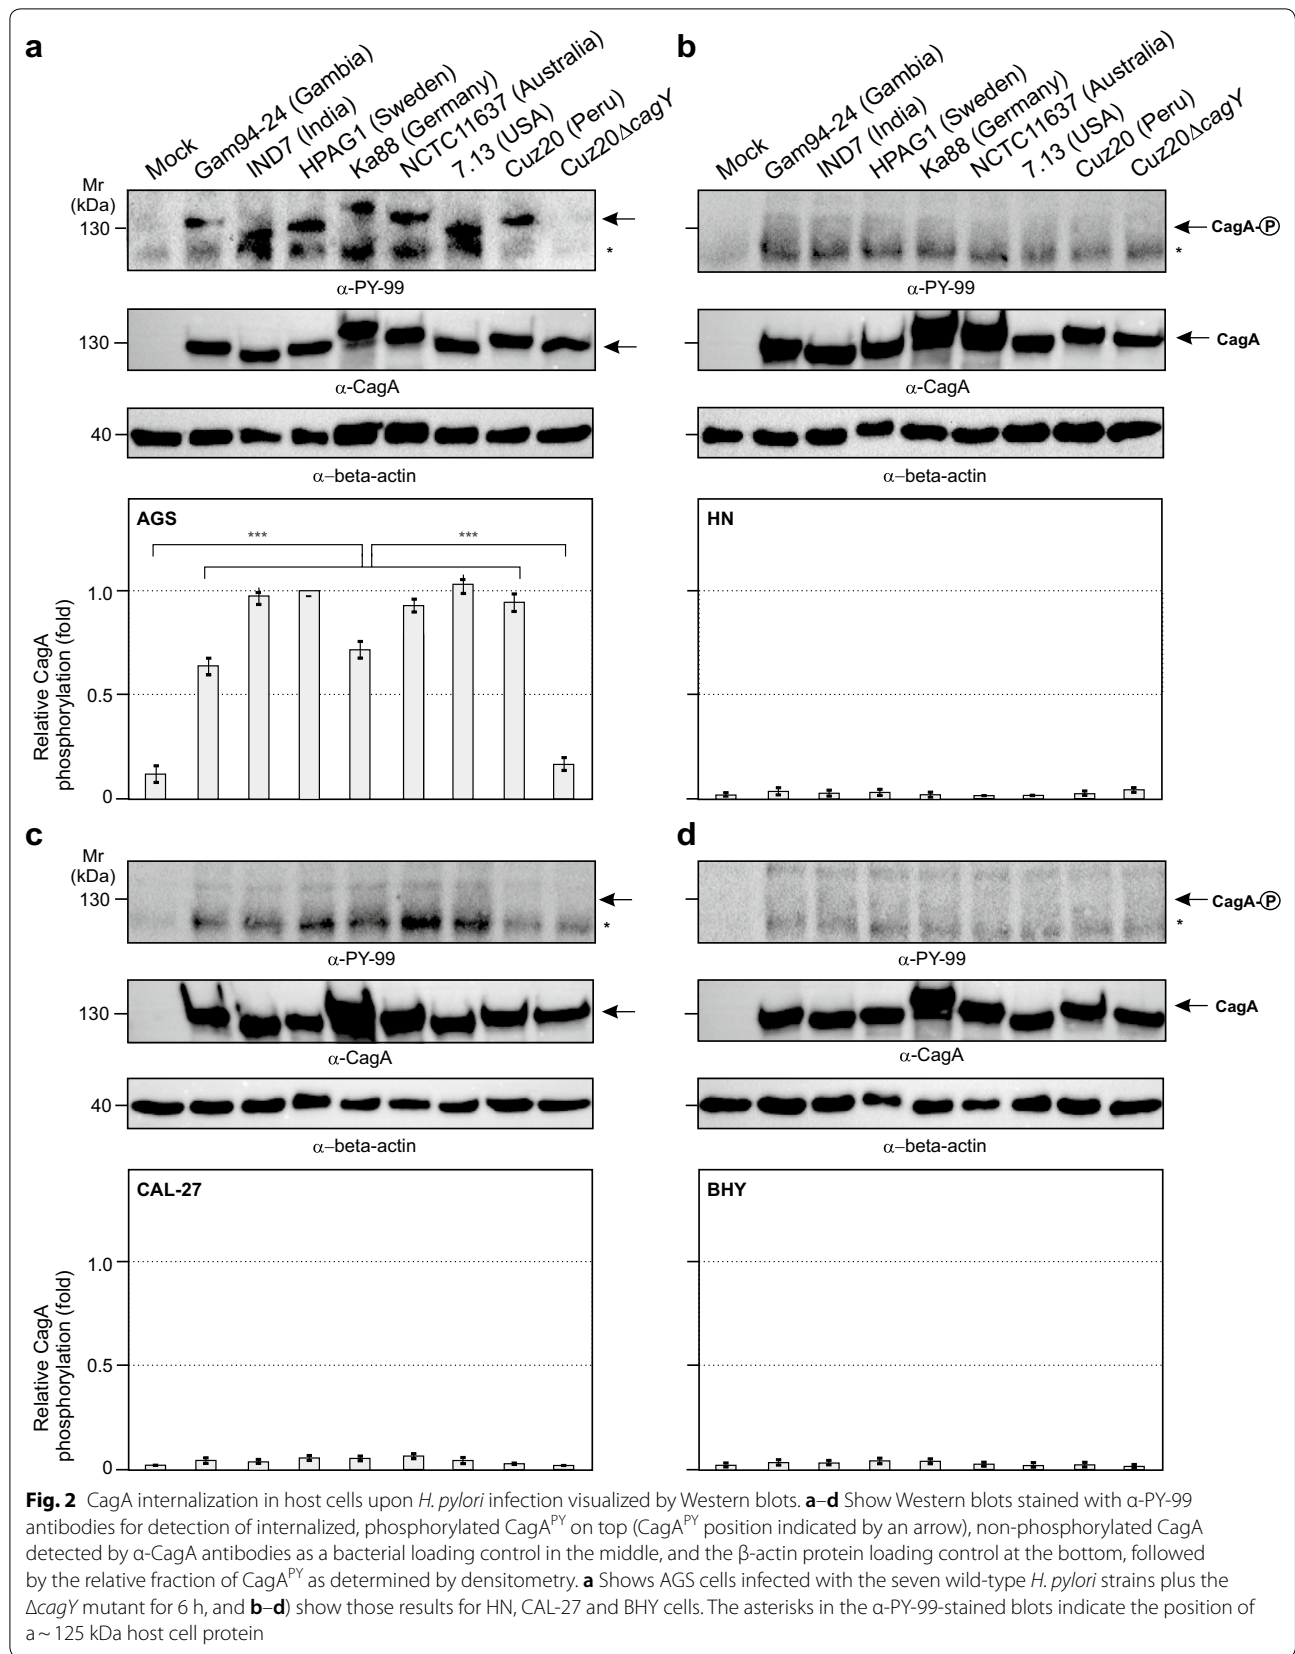 a
Mock
Gam94-24 (Gambia)
IND7 (India)
HPAG1 (Sweden)
Ka88 (Germany)
NCTC11637 (Australia)
7.13 (USA)
Cuz20 (Peru)
Cuz20ΔcagY
Mr
(kDa)
130
*
α-PY-99
130
α-CagA
40
α–beta-actin
AGS
***
***
1.0
0.5
0
Relative CagA
phosphorylation (fold)
b
Mock
Gam94-24 (Gambia)
IND7 (India)
HPAG1 (Sweden)
Ka88 (Germany)
NCTC11637 (Australia)
7.13 (USA)
Cuz20 (Peru)
Cuz20ΔcagY
CagA-Ⓟ
*
α-PY-99
CagA
α-CagA
α–beta-actin
HN
c
Mr
(kDa)
130
*
α-PY-99
130
α-CagA
40
α–beta-actin
CAL-27
1.0
0.5
0
Relative CagA
phosphorylation (fold)
d
CagA-Ⓟ
*
α-PY-99
CagA
α-CagA
α–beta-actin
BHY
Fig. 2 CagA internalization in host cells upon H. pylori infection visualized by Western blots. a–d Show Western blots stained with α-PY-99
antibodies for detection of internalized, phosphorylated CagA^PY on top (CagA^PY position indicated by an arrow), non-phosphorylated CagA
detected by α-CagA antibodies as a bacterial loading control in the middle, and the β-actin protein loading control at the bottom, followed
by the relative fraction of CagA^PY as determined by densitometry. a Shows AGS cells infected with the seven wild-type H. pylori strains plus the
ΔcagY mutant for 6 h, and b–d) show those results for HN, CAL-27 and BHY cells. The asterisks in the α-PY-99-stained blots indicate the position of
a ~ 125 kDa host cell protein